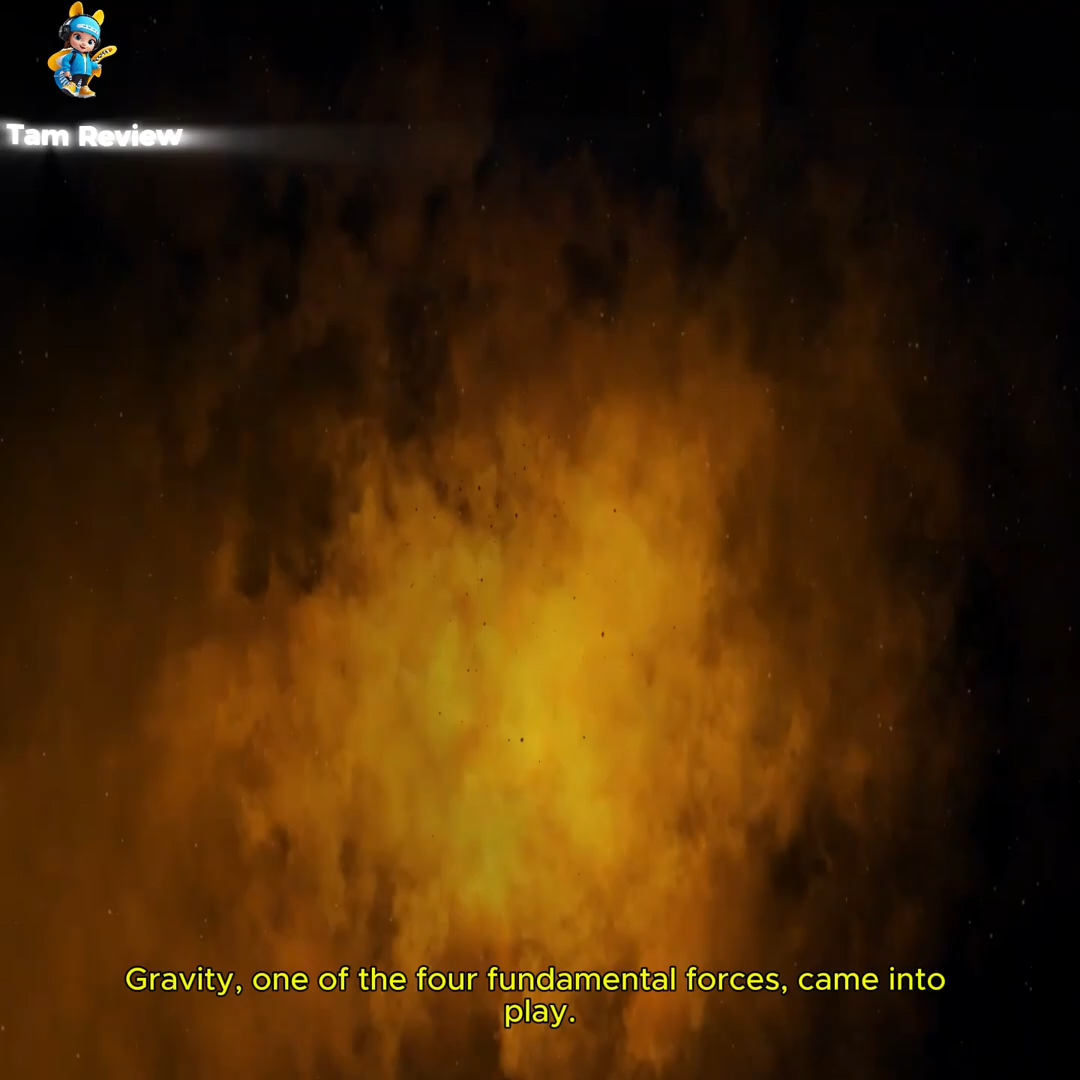 Tam Review
Gravity, one of the four fundamental forces, came into
play.